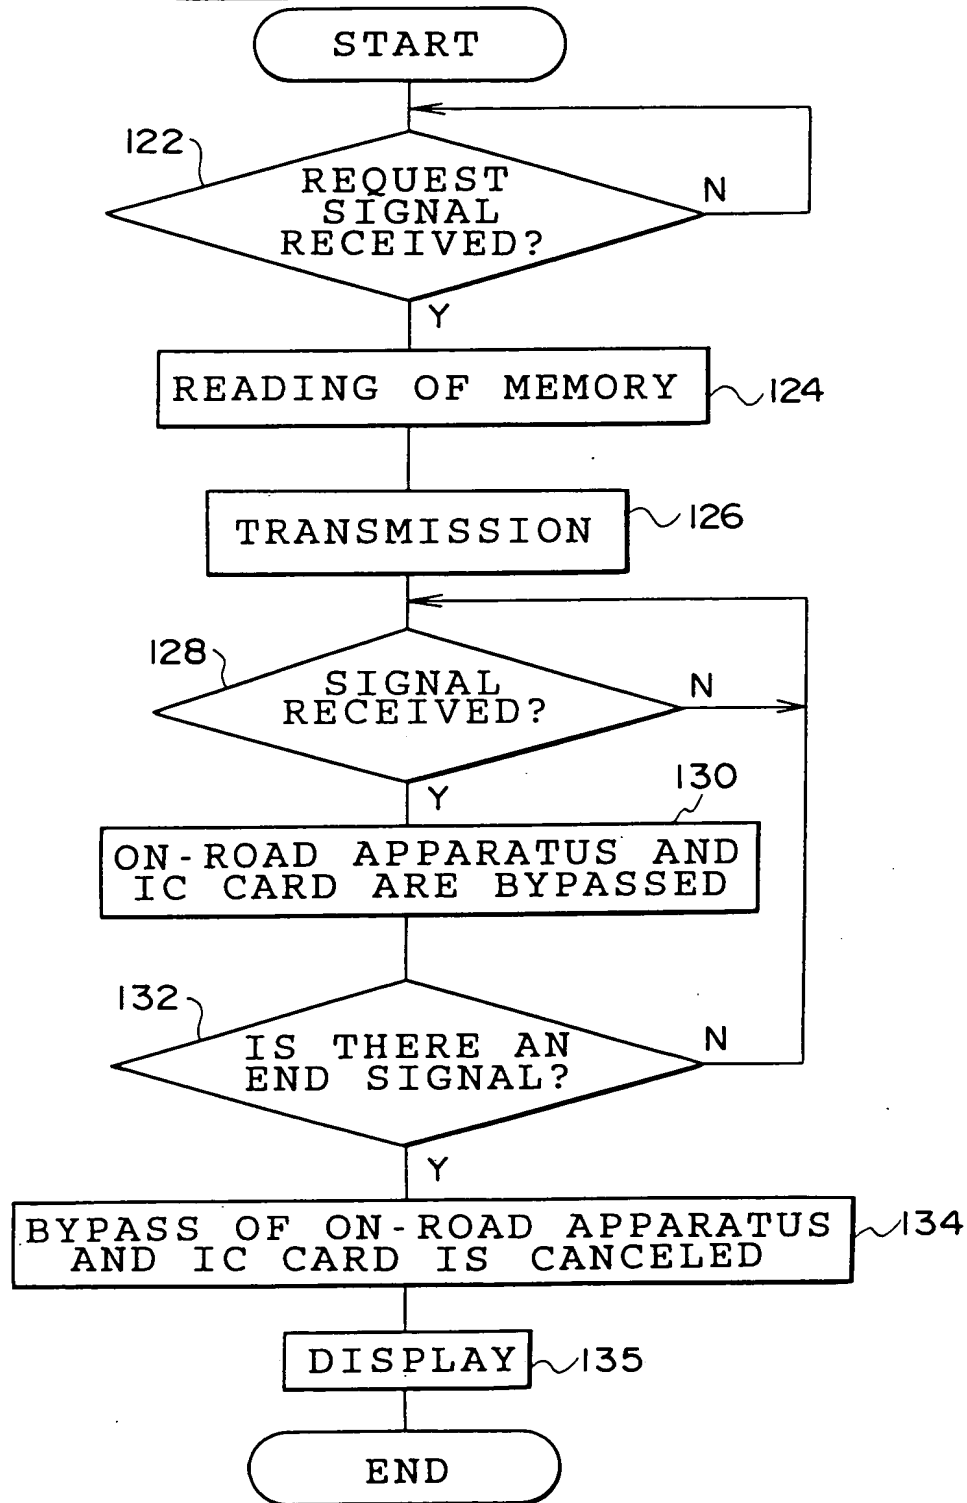 START
122
REQUEST
SIGNAL
RECEIVED?
N
Y
READING OF MEMORY
124
TRANSMISSION
126
128
SIGNAL
RECEIVED?
N
Y
130
ON-ROAD APPARATUS AND
IC CARD ARE BYPASSED
132
IS THERE AN
END SIGNAL?
N
Y
BYPASS OF ON-ROAD APPARATUS
AND IC CARD IS CANCELED
134
DISPLAY
135
END